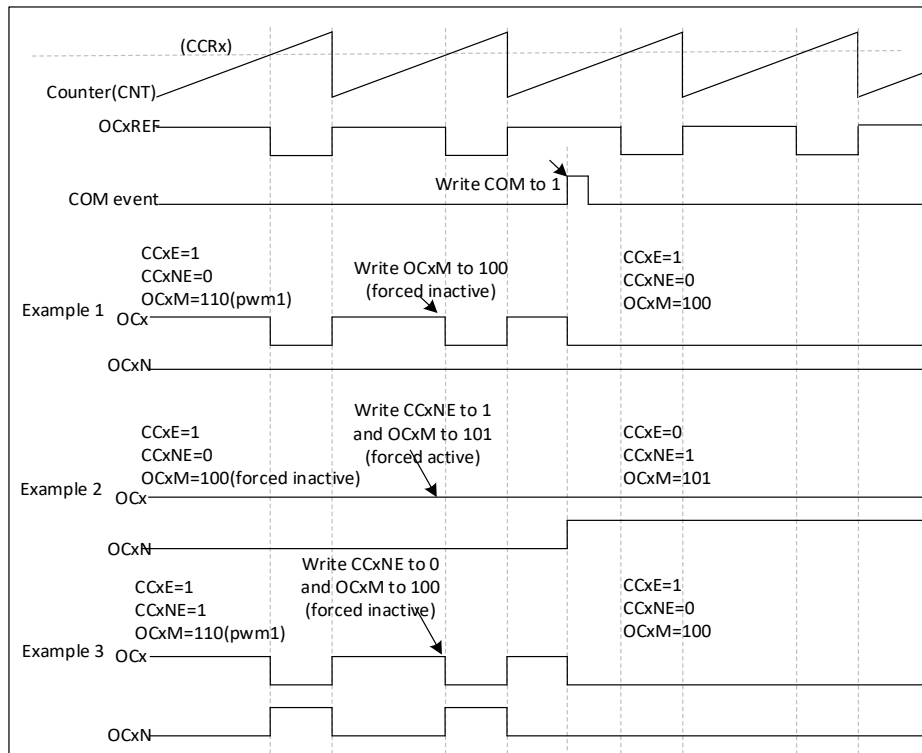 (CCRx)
Counter(CNT)
OCxREF
Write COM to 1
COM event
CCxE=1
CCxNE=0
OCxM=110(pwm1)
Write OCxM to 100
(forced inactive)
CCxE=1
CCxNE=0
OCxM=100
Example 1
OCx
OCxN
CCxE=1
CCxNE=0
OCxM=100(forced inactive)
Write CCxNE to 1
and OCxM to 101
(forced active)
CCxE=0
CCxNE=1
OCxM=101
Example 2
OCx
OCxN
CCxE=1
CCxNE=1
OCxM=110(pwm1)
Write CCxNE to 0
and OCxM to 100
(forced inactive)
CCxE=1
CCxNE=0
OCxM=100
Example 3
OCx
OCxN